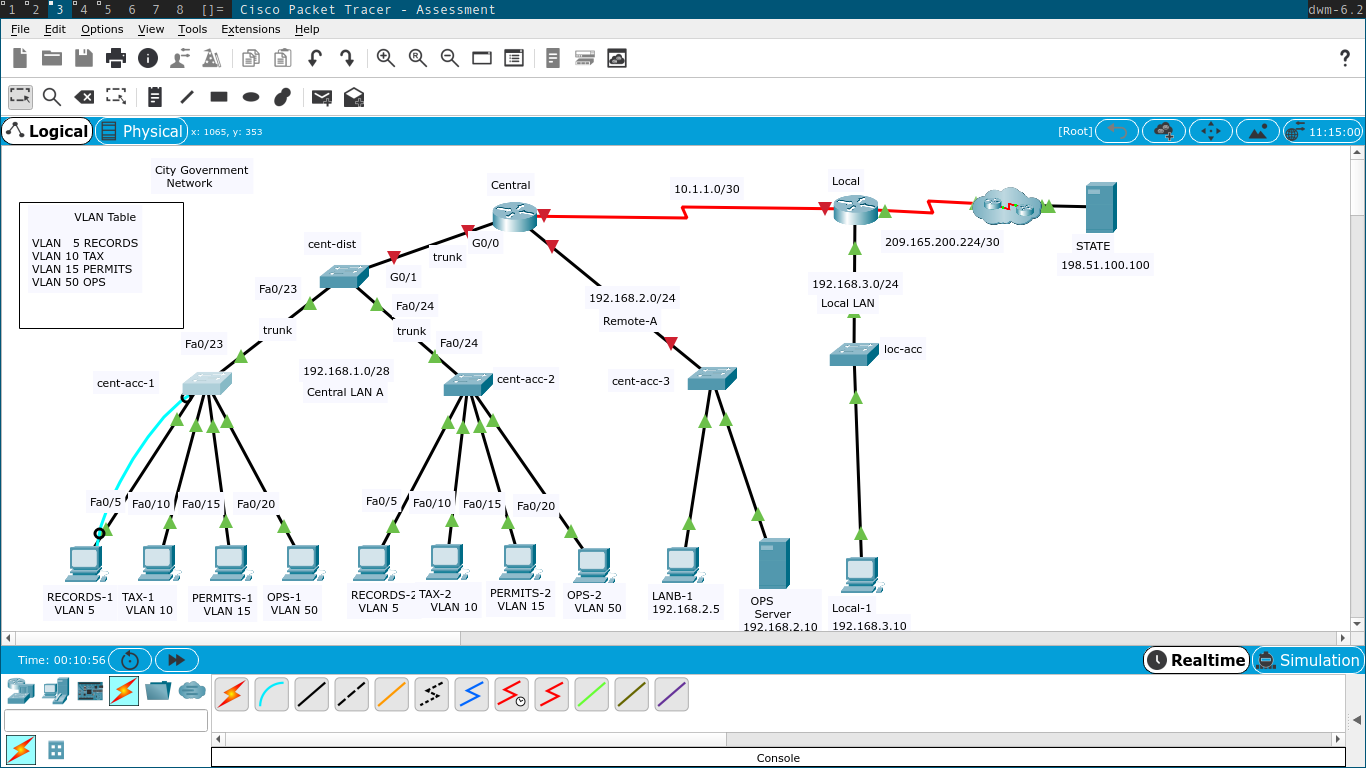 1 2 3 4 5 6 7 8 []= Cisco Packet Tracer - Assessment dwm-6.2
File Edit Options View Tools Extensions Help
Logical Physical x: 1065, y: 353 [Root] 11:15:00
City Government
Network
VLAN Table
VLAN 5 RECORDS
VLAN 10 TAX
VLAN 15 PERMITS
VLAN 50 OPS
Central
10.1.1.0/30
Local
cent-dist
G0/0
trunk
G0/1
209.165.200.224/30
STATE
198.51.100.100
Fa0/23
Fa0/24
192.168.2.0/24
Remote-A
192.168.3.0/24
Local LAN
trunk
trunk
Fa0/23
Fa0/24
192.168.1.0/28
Central LAN A
cent-acc-1
cent-acc-2
cent-acc-3
loc-acc
Fa0/5 Fa0/10 Fa0/15 Fa0/20
Fa0/5 Fa0/10 Fa0/15 Fa0/20
RECORDS-1
VLAN 5
TAX-1
VLAN 10
PERMITS-1
VLAN 15
OPS-1
VLAN 50
RECORDS-2
VLAN 5
TAX-2
VLAN 10
PERMITS-2
VLAN 15
OPS-2
VLAN 50
LANB-1
192.168.2.5
OPS
Server
192.168.2.10
Local-1
192.168.3.10
Time: 00:10:56 Realtime Simulation
Console